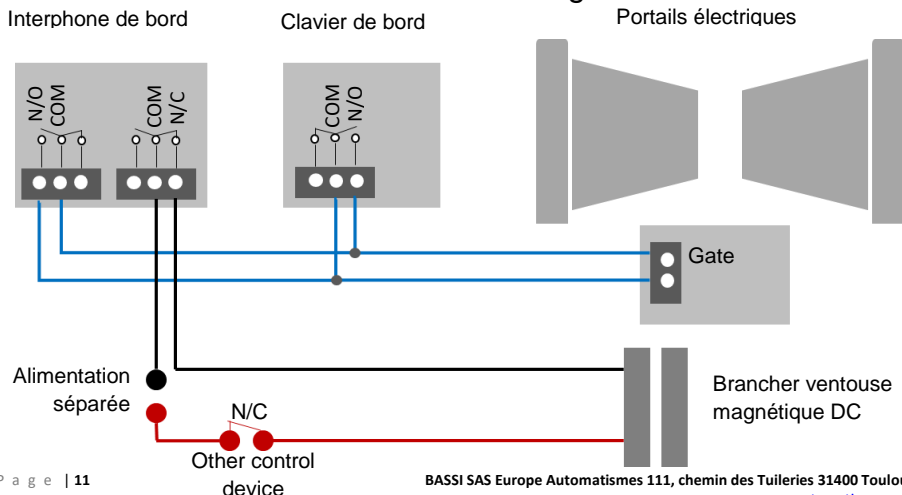 Interphone de bord
Clavier de bord
Portails électriques
N/O
COM
COM
N/C
COM
N/O
Gate
Alimentation
séparée
N/C
Other control
device
Brancher ventouse
magnétique DC
P a g e | 11
BASSI SAS Europe Automatismes 111, chemin des Tuileries 31400